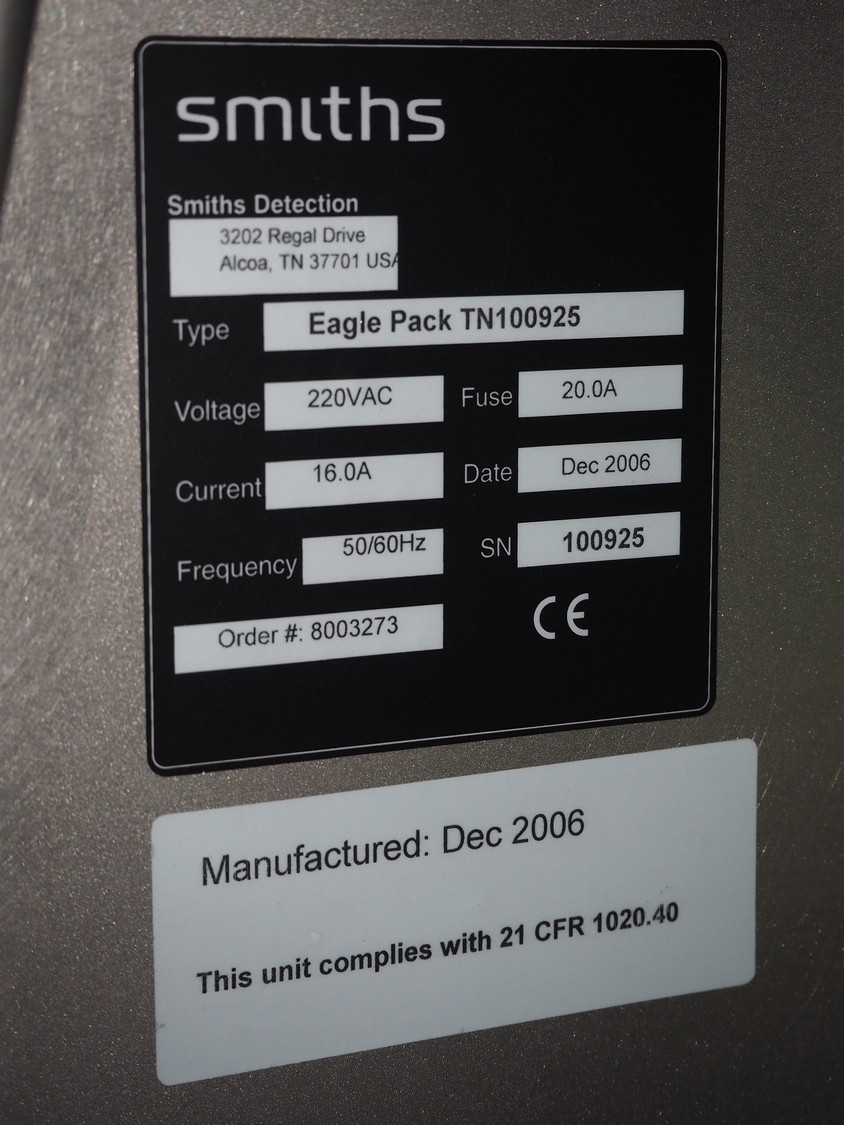 smiths
Smiths Detection
3202 Regal Drive
Alcoa, TN 37701 USA
Type Eagle Pack TN100925
Voltage 220VAC Fuse 20.0A
Current 16.0A Date Dec 2006
Frequency 50/60Hz SN 100925
Order #: 8003273 CE
Manufactured: Dec 2006
This unit complies with 21 CFR 1020.40